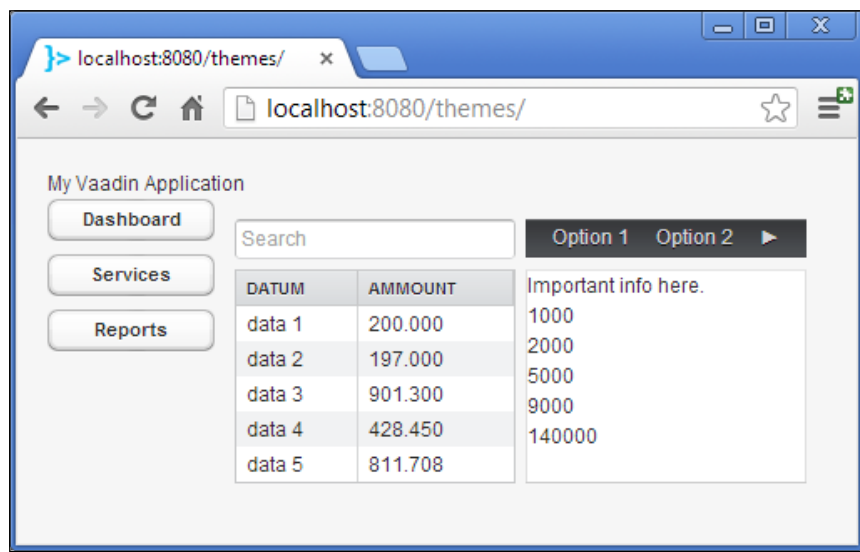 localhost:8080/themes/
localhost:8080/themes/
My Vaadin Application
Dashboard
Services
Reports
Search
DATUM AMMOUNT
data 1 200.000
data 2 197.000
data 3 901.300
data 4 428.450
data 5 811.708
Option 1 Option 2
Important info here.
1000
2000
5000
9000
140000